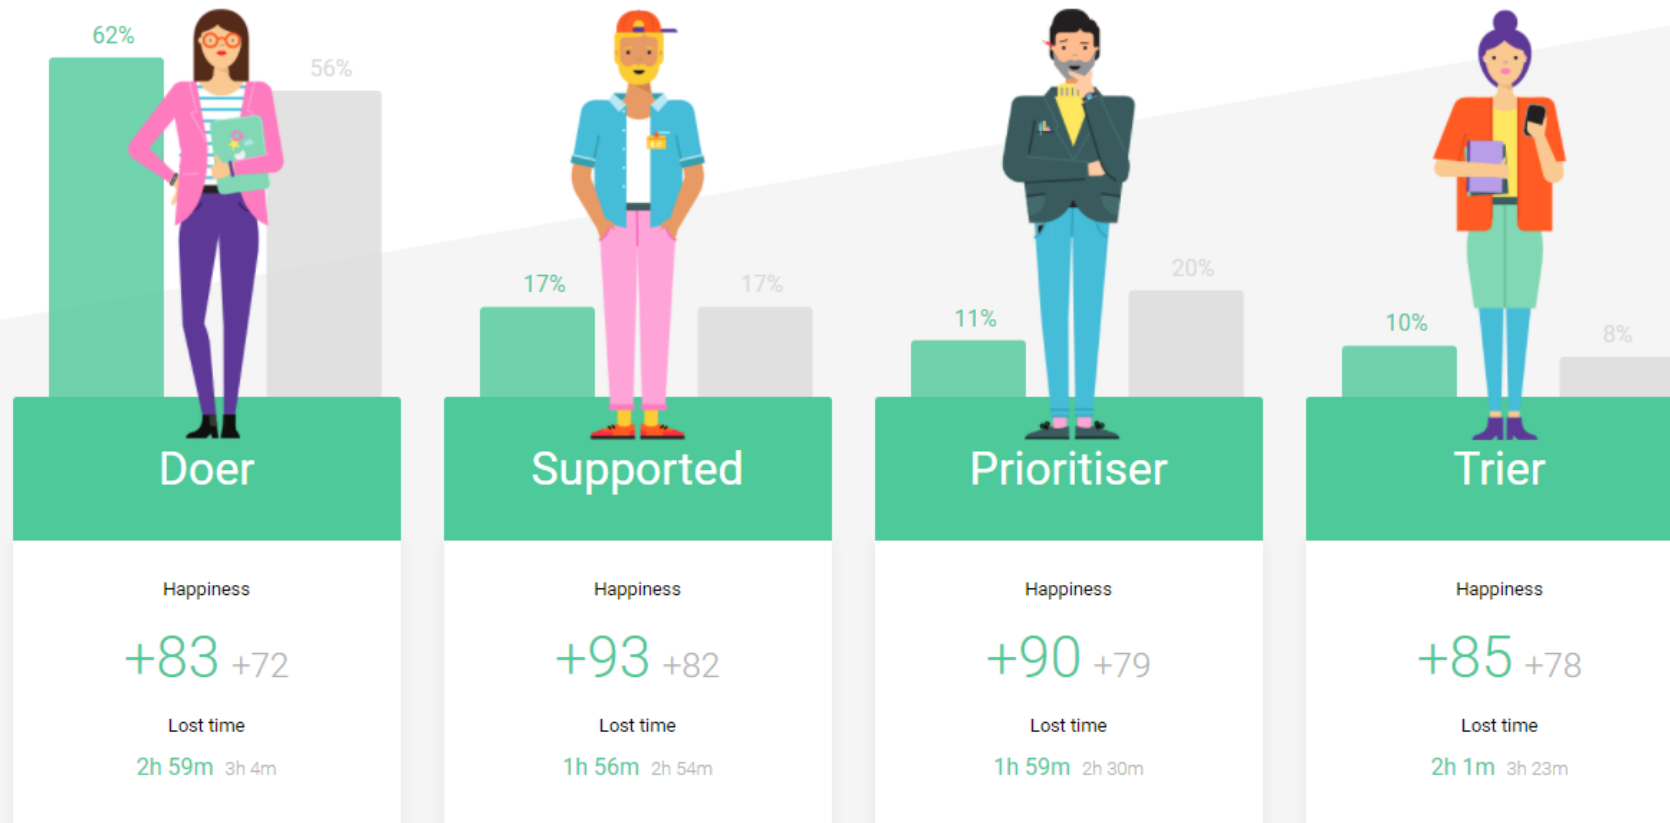 62%
56%
Doer
Happiness
+83 +72
Lost time
2h 59m 3h 4m
17%
17%
Supported
Happiness
+93 +82
Lost time
1h 56m 2h 54m
11%
20%
Prioritiser
Happiness
+90 +79
Lost time
1h 59m 2h 30m
10%
8%
Trier
Happiness
+85 +78
Lost time
2h 1m 3h 23m